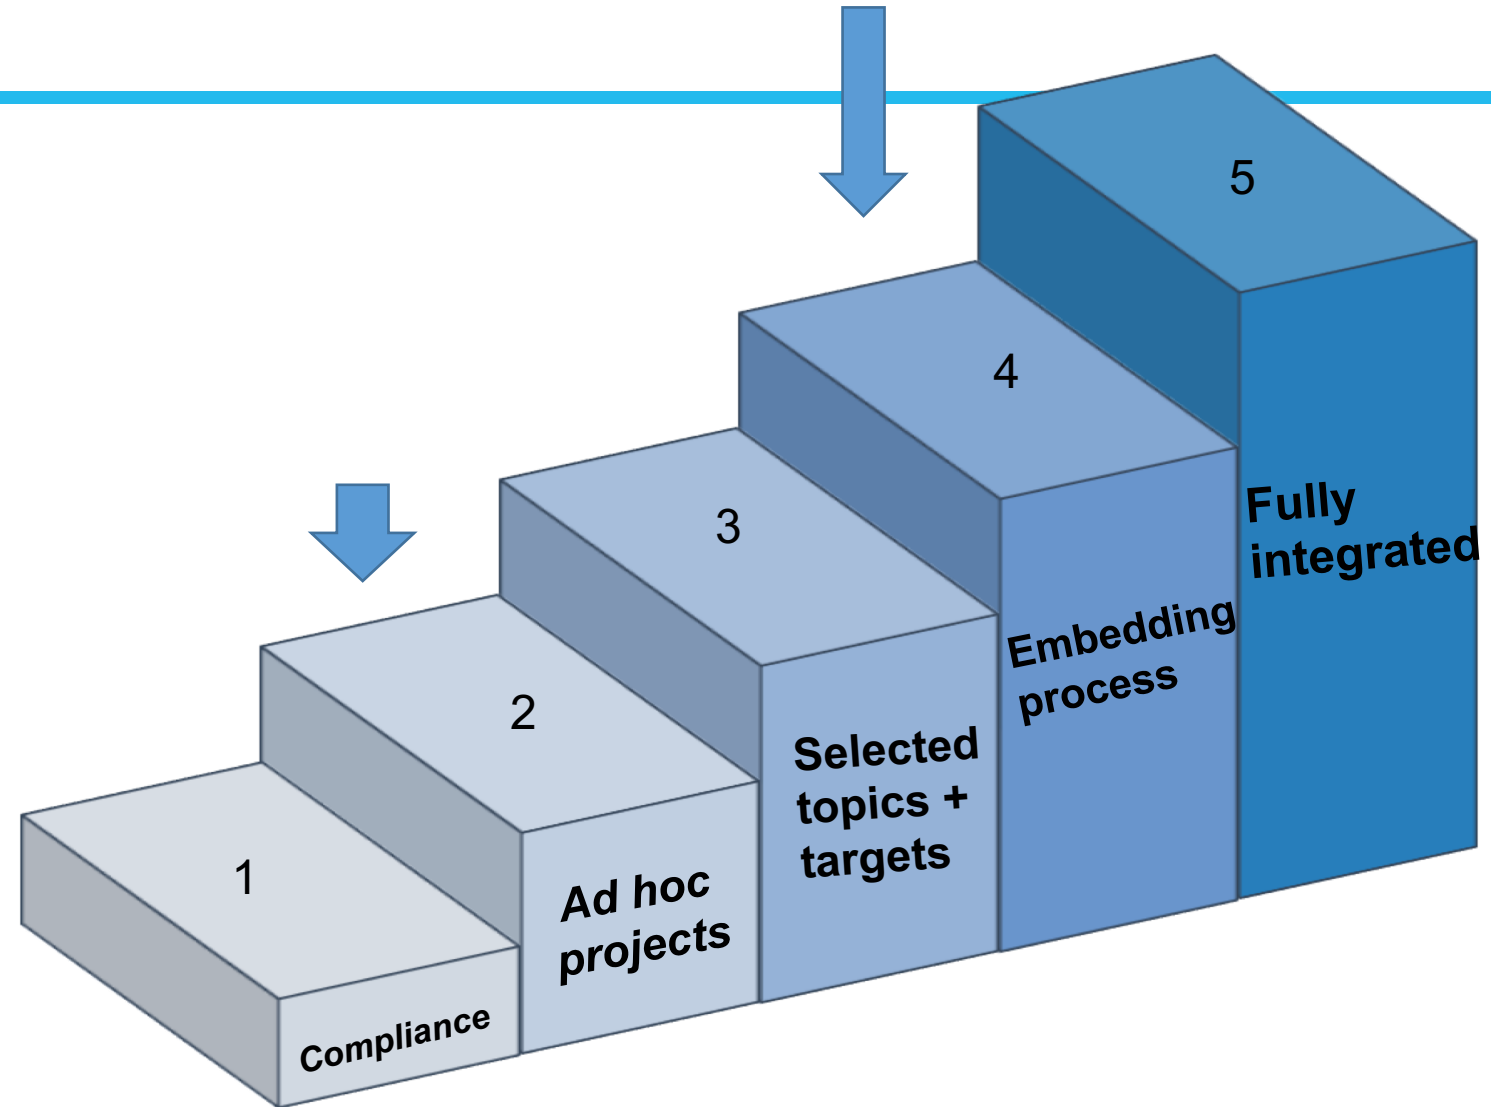 1
Compliance
2
Ad hoc
projects
3
Selected
topics +
targets
4
Embedding
process
5
Fully
integrated